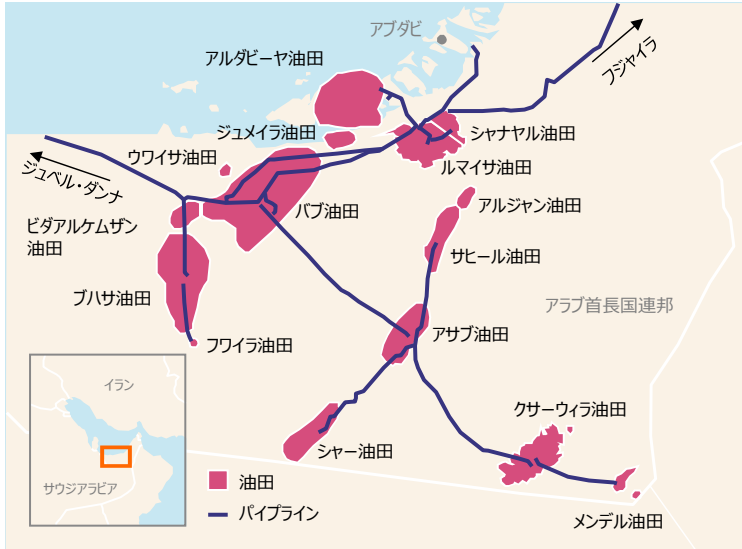 アブダビ
アルダビーヤ油田
フジャイラ
ジュメイラ油田
シャナヤル油田
ウワイサ油田
ルマイサ油田
ジュベル・ダンナ
アルジャン油田
バブ油田
ビダアルケムザン
油田
サヒール油田
ブハサ油田
アラブ首長国連邦
アサブ油田
フワイラ油田
イラン
クサーウィラ油田
シャー油田
サウジアラビア
油田
パイプライン
メンデル油田